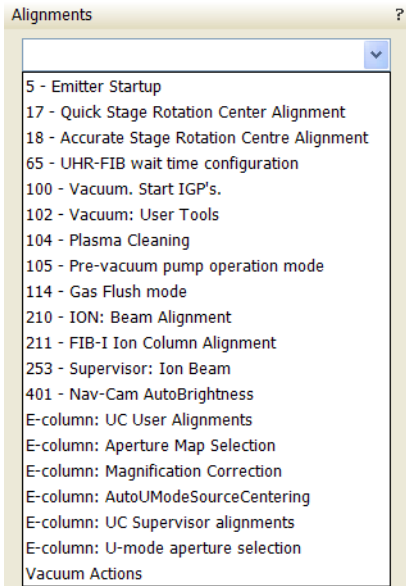 Alignments ?
5 - Emitter Startup
17 - Quick Stage Rotation Center Alignment
18 - Accurate Stage Rotation Centre Alignment
65 - UHR-FIB wait time configuration
100 - Vacuum. Start IGP's.
102 - Vacuum: User Tools
104 - Plasma Cleaning
105 - Pre-vacuum pump operation mode
114 - Gas Flush mode
210 - ION: Beam Alignment
211 - FIB-I Ion Column Alignment
253 - Supervisor: Ion Beam
401 - Nav-Cam AutoBrightness
E-column: UC User Alignments
E-column: Aperture Map Selection
E-column: Magnification Correction
E-column: AutoUModeSourceCentering
E-column: UC Supervisor alignments
E-column: U-mode aperture selection
Vacuum Actions